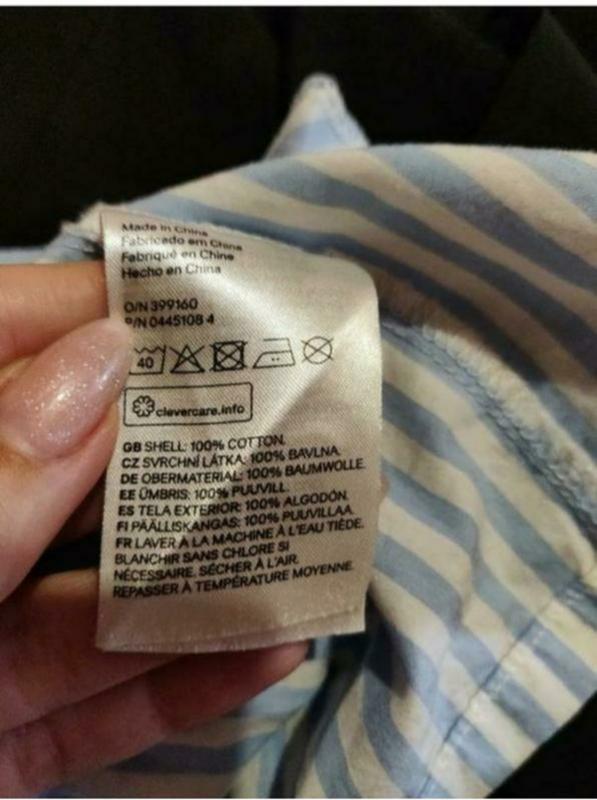 Made in China
Fabricado em China
Fabriqué en Chine
Hecho en China
O/N 399160
P/N 0445108 4
40
clevercare.info
GB SHELL: 100% COTTON.
CZ SVRCHNÍ LÁTKA: 100% BAVLNA.
DE OBERMATERIAL: 100% BAUMWOLLE.
EE ÜMBRIS: 100% PUUVILL.
ES TELA EXTERIOR: 100% ALGODÓN.
FI PÄÄLLISKANGAS: 100% PUUVILLAA.
FR LAVER À LA MACHINE À L'EAU TIÈDE.
BLANCHIR SANS CHLORE SI
NÉCESSAIRE. SÉCHER À L'AIR.
REPASSER À TEMPÉRATURE MOYENNE.